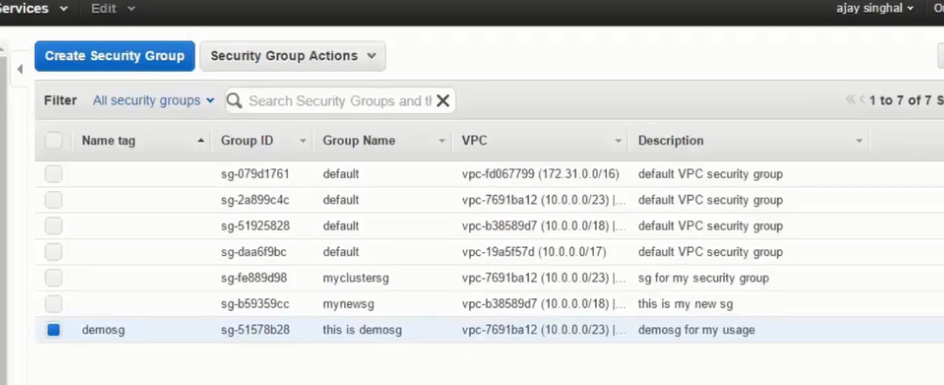 Services Edit ajay singhal
Create Security Group Security Group Actions
Filter All security groups Search Security Groups and th 1 to 7 of 7 S
Name tag Group ID Group Name VPC Description
sg-079d1761 default vpc-fd067799 (172.31.0.0/16) default VPC security group
sg-2a899c4c default vpc-7691ba12 (10.0.0.0/23) |... default VPC security group
sg-51925828 default vpc-b38589d7 (10.0.0.0/18) |... default VPC security group
sg-daa6f9bc default vpc-19a5f57d (10.0.0.0/17) default VPC security group
sg-fe889d98 myclustersg vpc-7691ba12 (10.0.0.0/23) |... sg for my security group
sg-b59359cc mynewsg vpc-b38589d7 (10.0.0.0/18) |... this is my new sg
demosg sg-51578b28 this is demosg vpc-7691ba12 (10.0.0.0/23) |... demosg for my usage